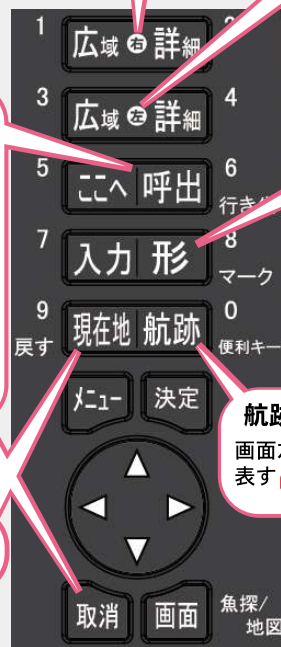 1 広域 右 詳細
3 広域 左 詳細 4
5 ここへ 呼出 6
行き
7 入力 形 8
マーク
9 現在地 航跡 0
戻す 便利キー
メニュー 決定
航跡
画面
表す
取消 画面 魚探/
地図